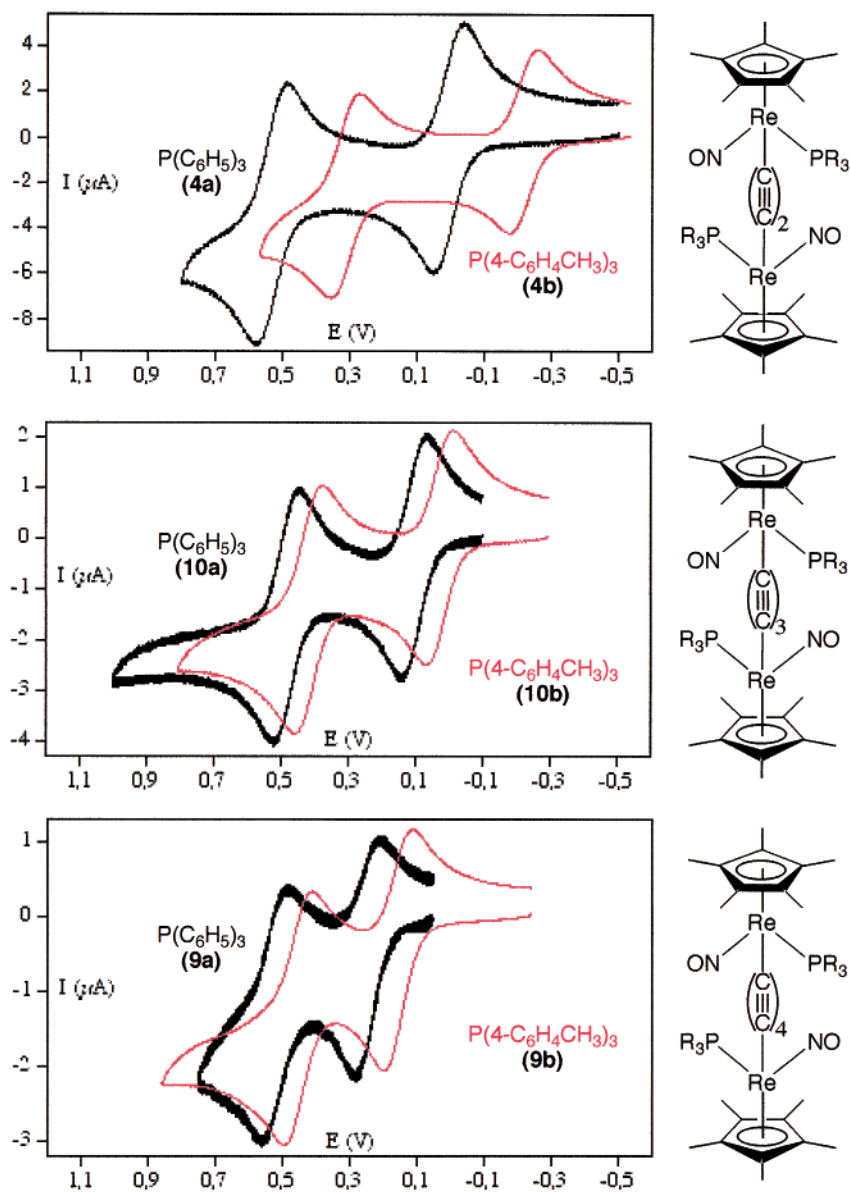 4
2
0
-2
-4
-6
-8
I (µA)
P(C6H5)3
(4a)
P(4-C6H4CH3)3
(4b)
E (V)
1,1 0,9 0,7 0,5 0,3 0,1 -0,1 -0,3 -0,5
Re
ON PR3
C
C
2
R3P NO
Re
2
1
0
-1
-2
-3
-4
I (µA)
P(C6H5)3
(10a)
P(4-C6H4CH3)3
(10b)
E (V)
1,1 0,9 0,7 0,5 0,3 0,1 -0,1 -0,3 -0,5
Re
ON PR3
C
C
3
R3P NO
Re
1
0
-1
-2
-3
I (µA)
P(C6H5)3
(9a)
P(4-C6H4CH3)3
(9b)
E (V)
1,1 0,9 0,7 0,5 0,3 0,1 -0,1 -0,3 -0,5
Re
ON PR3
C
C
4
R3P NO
Re